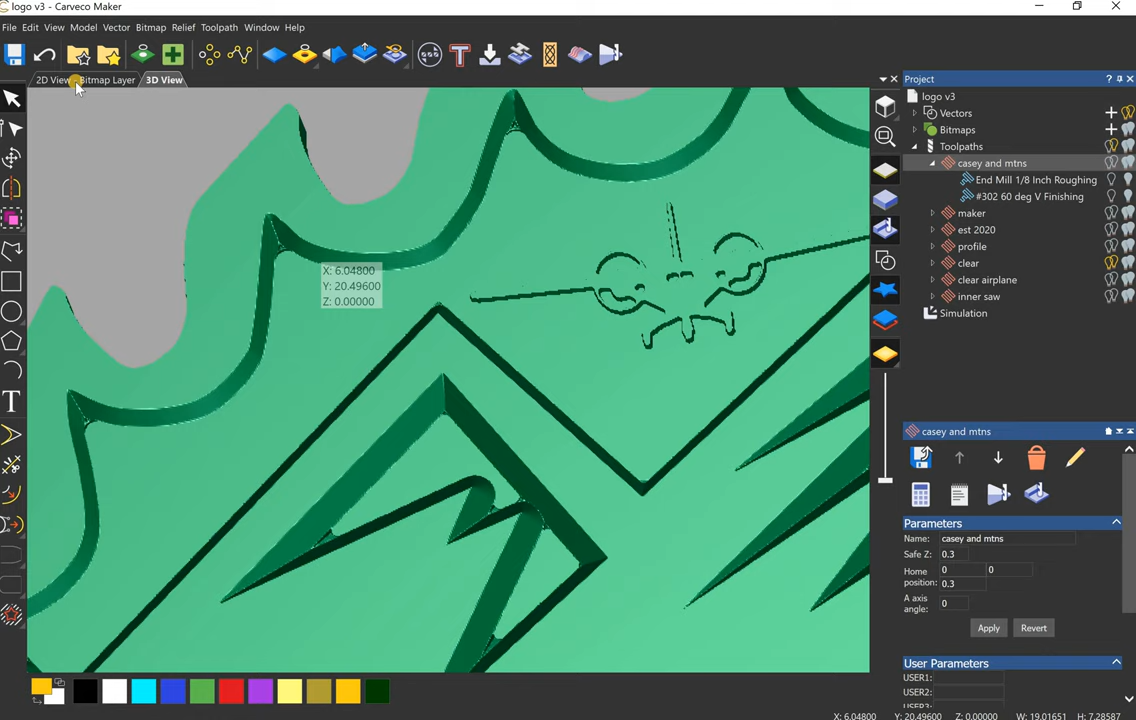 logo v3 - Carveco Maker
File Edit View Model Vector Bitmap Relief Toolpath Window Help
2D View Bitmap Layer 3D View
X: 6.04800
Y: 20.49600
Z: 0.00000
Project
logo v3
Vectors
Bitmaps
Toolpaths
casey and mtns
End Mill 1/8 Inch Roughing
#302 60 deg V Finishing
maker
est 2020
profile
clear
clear airplane
inner saw
Simulation
casey and mtns
Parameters
Name: casey and mtns
Safe Z: 0.3
Home position: 0 0
0.3
A axis angle: 0
Apply Revert
User Parameters
USER1:
USER2:
USER3:
X: 6.04800 Y: 20.49600 Z: 0.00000 W: 19.01651 H: 7.28587